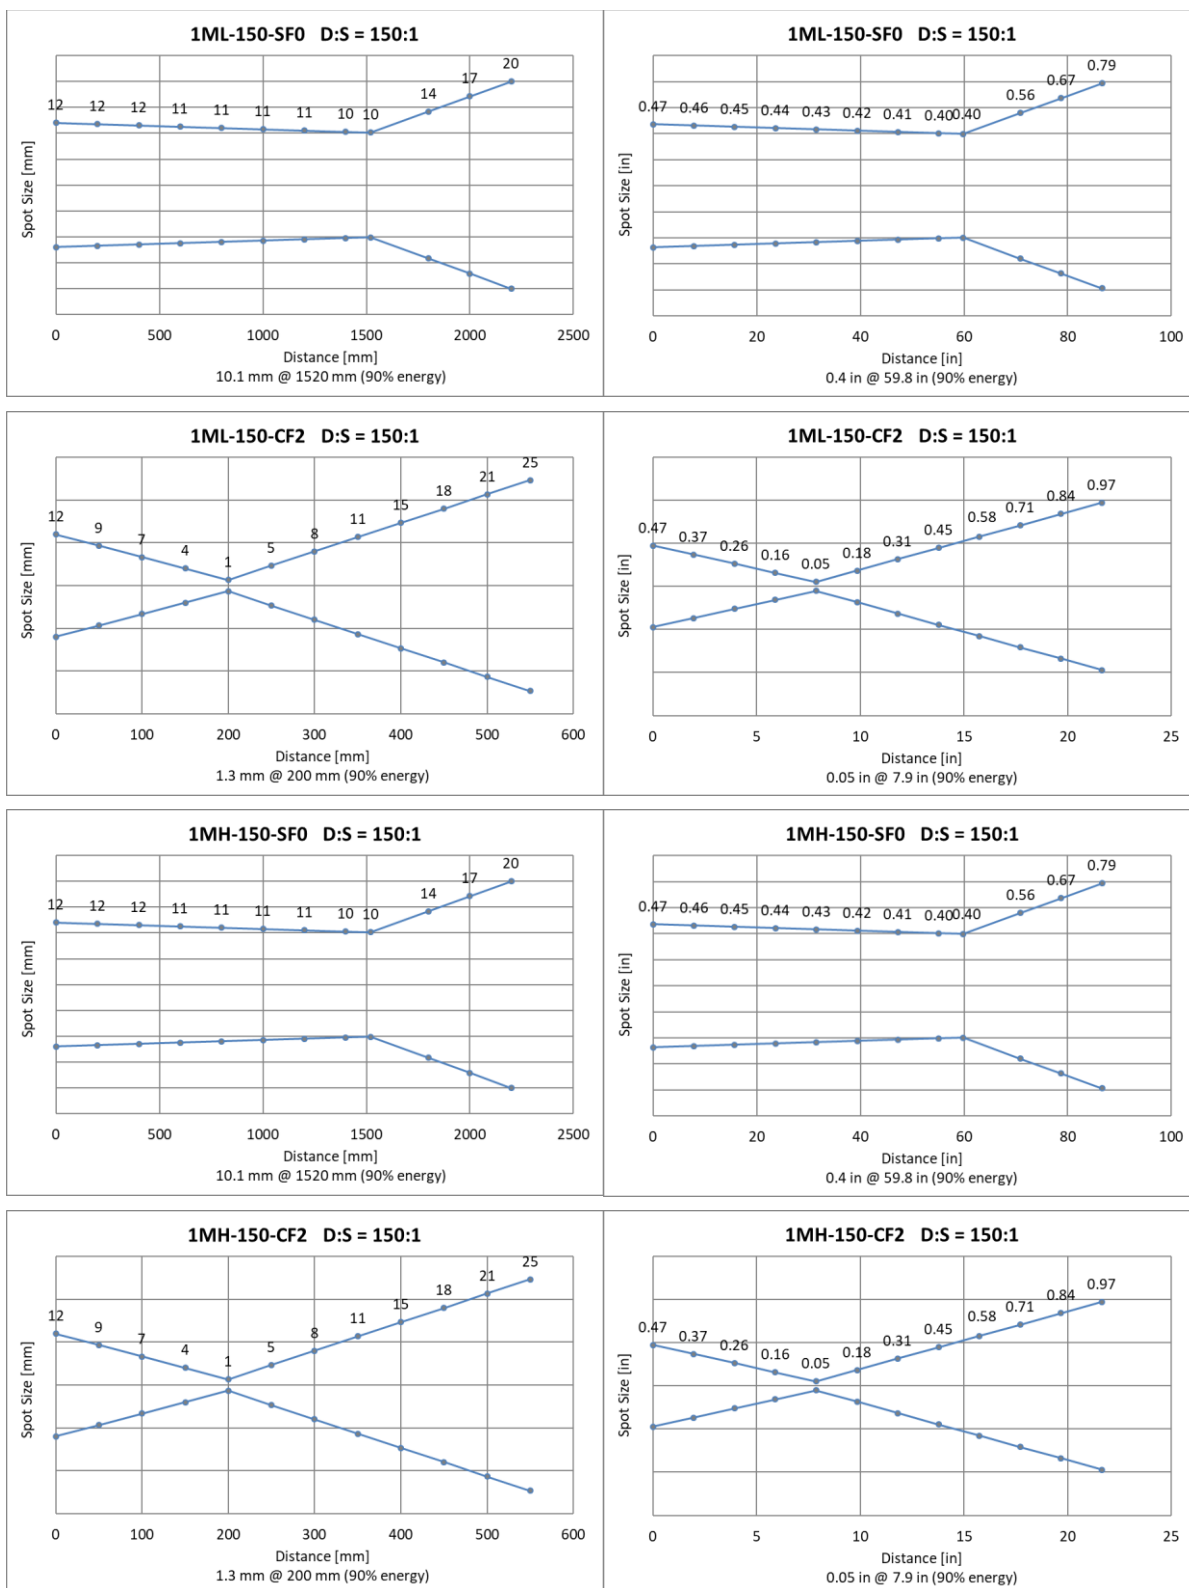 1ML-150-SF0 D:S = 150:1
12 12 12 11 11 11 11 10 10 14 17 20
Spot Size [mm]
0 500 1000 1500 2000 2500
Distance [mm]
10.1 mm @ 1520 mm (90% energy)
1ML-150-SF0 D:S = 150:1
0.47 0.46 0.45 0.44 0.43 0.42 0.41 0.40 0.40 0.56 0.67 0.79
Spot Size [in]
0 20 40 60 80 100
Distance [in]
0.4 in @ 59.8 in (90% energy)
1ML-150-CF2 D:S = 150:1
12 9 7 4 1 5 8 11 15 18 21 25
Spot Size [mm]
0 100 200 300 400 500 600
Distance [mm]
1.3 mm @ 200 mm (90% energy)
1ML-150-CF2 D:S = 150:1
0.47 0.37 0.26 0.16 0.05 0.18 0.31 0.45 0.58 0.71 0.84 0.97
Spot Size [in]
0 5 10 15 20 25
Distance [in]
0.05 in @ 7.9 in (90% energy)
1MH-150-SF0 D:S = 150:1
12 12 12 11 11 11 11 10 10 14 17 20
Spot Size [mm]
0 500 1000 1500 2000 2500
Distance [mm]
10.1 mm @ 1520 mm (90% energy)
1MH-150-SF0 D:S = 150:1
0.47 0.46 0.45 0.44 0.43 0.42 0.41 0.40 0.40 0.56 0.67 0.79
Spot Size [in]
0 20 40 60 80 100
Distance [in]
0.4 in @ 59.8 in (90% energy)
1MH-150-CF2 D:S = 150:1
12 9 7 4 1 5 8 11 15 18 21 25
Spot Size [mm]
0 100 200 300 400 500 600
Distance [mm]
1.3 mm @ 200 mm (90% energy)
1MH-150-CF2 D:S = 150:1
0.47 0.37 0.26 0.16 0.05 0.18 0.31 0.45 0.58 0.71 0.84 0.97
Spot Size [in]
0 5 10 15 20 25
Distance [in]
0.05 in @ 7.9 in (90% energy)